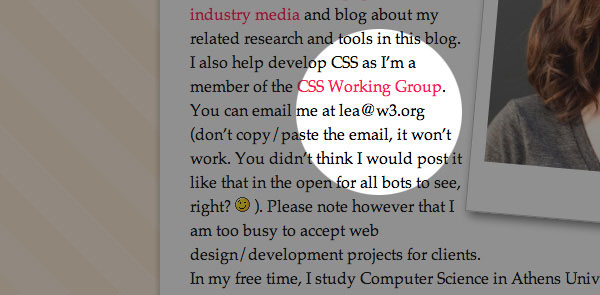 industry media and blog about my
related research and tools in this blog.
I also help develop CSS as I’m a
member of the CSS Working Group.
You can email me at lea@w3.org
(don’t copy/paste the email, it won’t
work. You didn’t think I would post it
like that in the open for all bots to see,
right? ). Please note however that I
am too busy to accept web
design/development projects for clients.
In my free time, I study Computer Science in Athens Univ